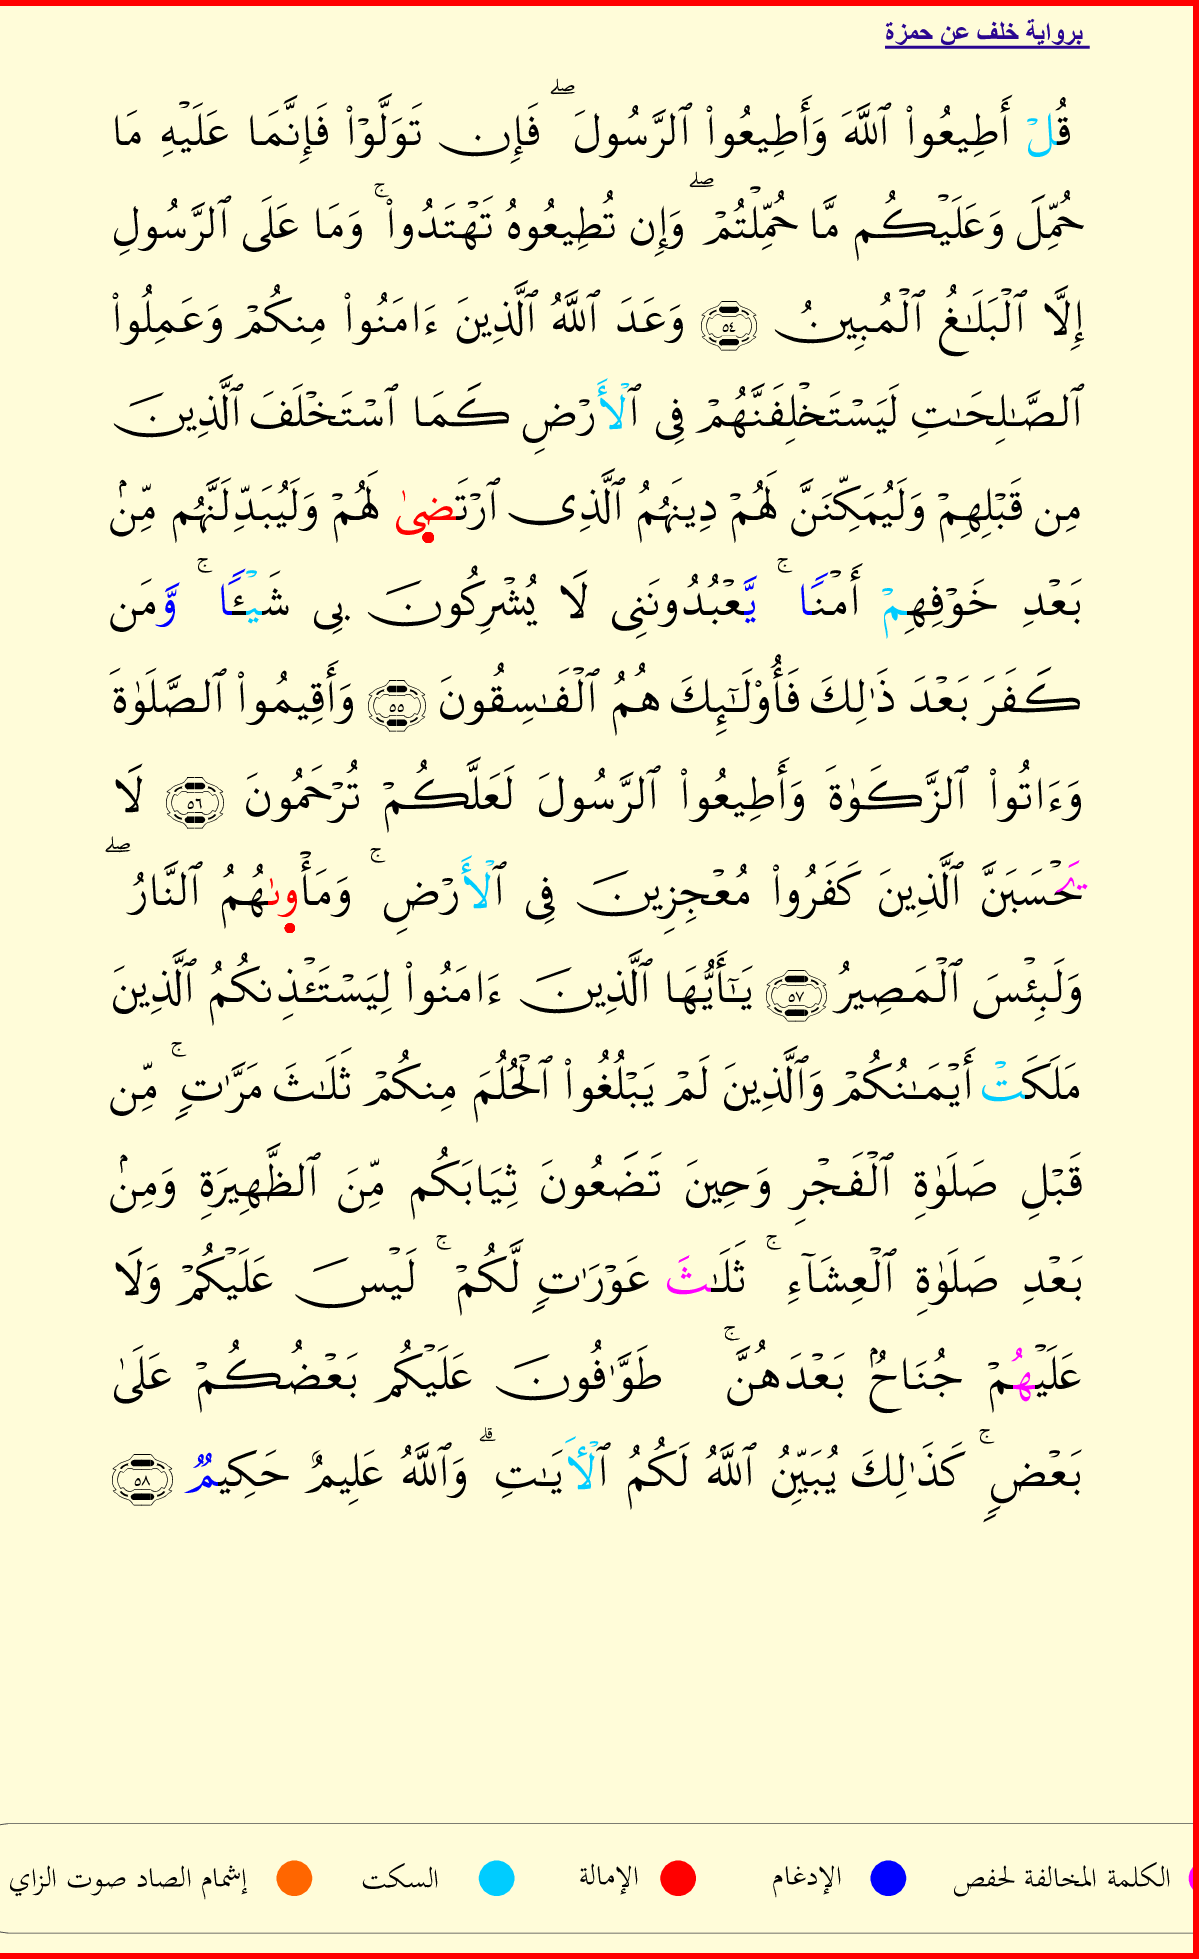 برواية خلف عن حمزة
قُلۡ أَطِيعُواْ ٱللَّهَ وَأَطِيعُواْ ٱلرَّسُولَۖ فَإِن تَوَلَّوۡاْ فَإِنَّمَا عَلَيۡهِ مَا
حُمِّلَ وَعَلَيۡكُم مَّا حُمِّلۡتُمۡۖ وَإِن تُطِيعُوهُ تَهۡتَدُواْۚ وَمَا عَلَى ٱلرَّسُولِ
إِلَّا ٱلۡبَلَٰغُ ٱلۡمُبِينُ ٥٤ وَعَدَ ٱللَّهُ ٱلَّذِينَ ءَامَنُواْ مِنكُمۡ وَعَمِلُواْ
ٱلصَّٰلِحَٰتِ لَيَسۡتَخۡلِفَنَّهُمۡ فِى ٱلۡأَرۡضِ كَمَا ٱسۡتَخۡلَفَ ٱلَّذِينَ
مِن قَبۡلِهِمۡ وَلَيُمَكِّنَنَّ لَهُمۡ دِينَهُمُ ٱلَّذِى ٱرۡتَضِىٰ لَهُمۡ وَلَيُبَدِّلَنَّهُم مِّنۢ
بَعۡدِ خَوۡفِهِمۡ أَمۡنٗاۚ يَّعۡبُدُونَنِى لَا يُشۡرِكُونَ بِى شَيۡـٔٗاۚ وَّمَن
كَفَرَ بَعۡدَ ذَٰلِكَ فَأُوْلَٰٓئِكَ هُمُ ٱلۡفَٰسِقُونَ ٥٥ وَأَقِيمُواْ ٱلصَّلَوٰةَ
وَءَاتُواْ ٱلزَّكَوٰةَ وَأَطِيعُواْ ٱلرَّسُولَ لَعَلَّكُمۡ تُرۡحَمُونَ ٥٦ لَا
يَحۡسَبَنَّ ٱلَّذِينَ كَفَرُواْ مُعۡجِزِينَ فِى ٱلۡأَرۡضِۚ وَمَأۡوِىٰهُمُ ٱلنَّارُۖ
وَلَبِئۡسَ ٱلۡمَصِيرُ ٥٧ يَٰٓأَيُّهَا ٱلَّذِينَ ءَامَنُواْ لِيَسۡتَـٔۡذِنكُمُ ٱلَّذِينَ
مَلَكَتۡ أَيۡمَٰنُكُمۡ وَٱلَّذِينَ لَمۡ يَبۡلُغُواْ ٱلۡحُلُمَ مِنكُمۡ ثَلَٰثَ مَرَّٰتٖۚ مِّن
قَبۡلِ صَلَوٰةِ ٱلۡفَجۡرِ وَحِينَ تَضَعُونَ ثِيَابَكُم مِّنَ ٱلظَّهِيرَةِ وَمِنۢ
بَعۡدِ صَلَوٰةِ ٱلۡعِشَآءِۚ ثَلَٰثَ عَوۡرَٰتٖ لَّكُمۡۚ لَيۡسَ عَلَيۡكُمۡ وَلَا
عَلَيۡهُمۡ جُنَاحُۢ بَعۡدَهُنَّۚ طَوَّٰفُونَ عَلَيۡكُم بَعۡضُكُمۡ عَلَىٰ
بَعۡضٖۚ كَذَٰلِكَ يُبَيِّنُ ٱللَّهُ لَكُمُ ٱلۡأٓيَٰتِۗ وَٱللَّهُ عَلِيمٌ حَكِيمٞ ٥٨
الكلمة المخالفة لحفص الإدغام الإمالة السكت إشمام الصاد صوت الزاي